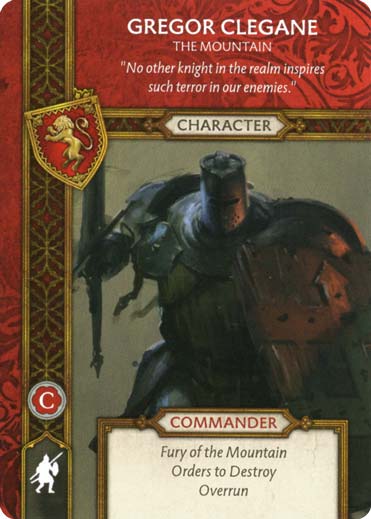 GREGOR CLEGANE
THE MOUNTAIN
"No other knight in the realm inspires
such terror in our enemies."
CHARACTER
C
COMMANDER
Fury of the Mountain
Orders to Destroy
Overrun